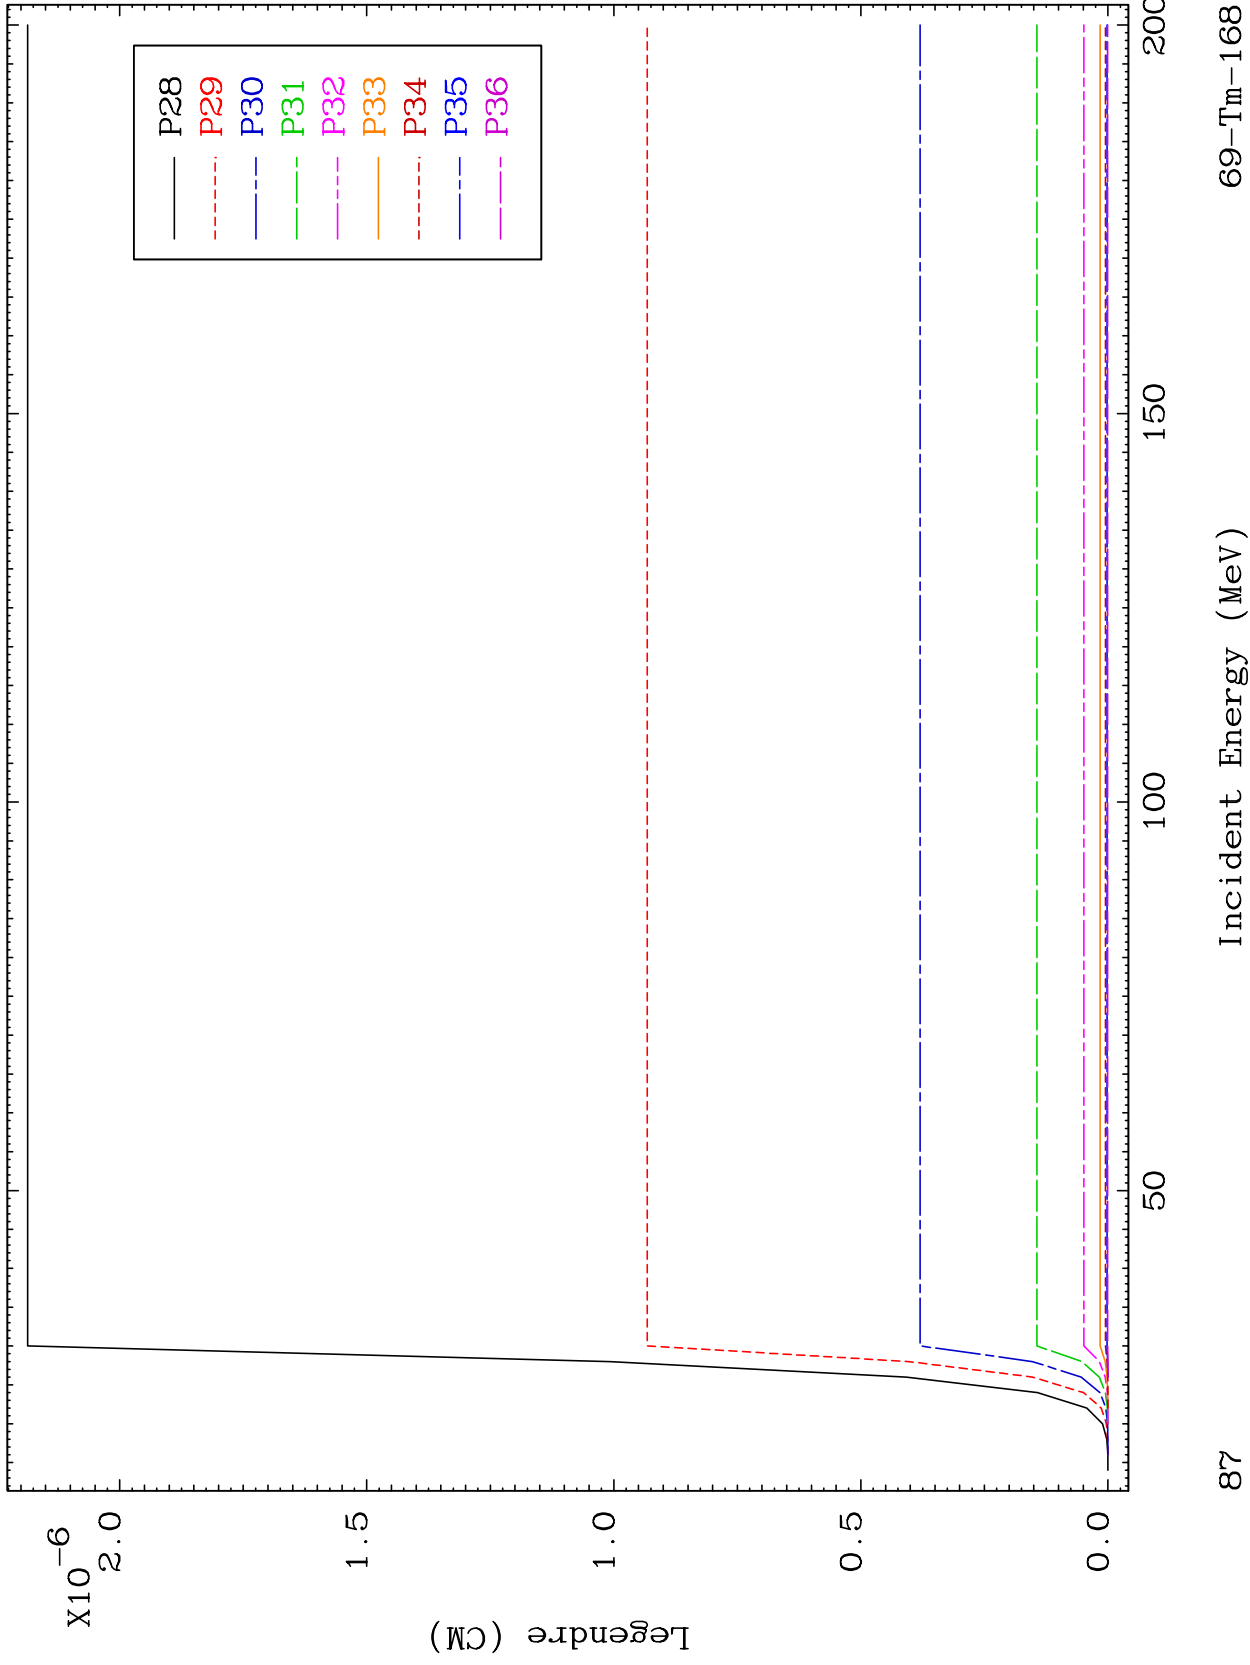 X10-6
2.0
1.5
1.0
0.5
0.0
Legendre (CM)
P28
P29
P30
P31
P32
P33
P34
P35
P36
50
100
150
200
87
Incident Energy (MeV)
69-Tm-168